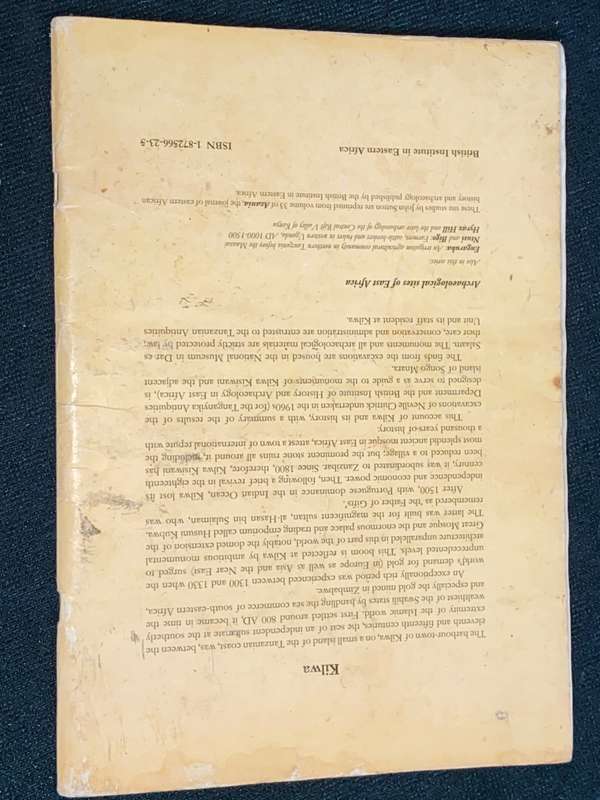 Kilwa
The harbour town of Kilwa, on a small island of the Tanzanian coast, was, between the
eleventh and fifteenth centuries, the seat of an independent sultanate at the southerly
extremity of the Islamic world. First settled around 800 AD, it became in time the
wealthiest of the Swahili states by handling the sea commerce of south-eastern Africa,
and especially the gold mined in Zimbabwe.
An exceptionally rich period was experienced between 1300 and 1330 when the
world's demand for gold (in Europe as well as Asia and the Near East) surged to
unprecedented levels. This boom is reflected at Kilwa by ambitious monumental
architecture unparalleled in this part of the world, notably the domed extension of the
Great Mosque and the enormous palace and trading emporium called Husuni Kubwa.
The latter was built for the magnificent sultan, al-Hasan bin Sulaiman, who was
remembered as 'the Father of Gifts'.
After 1500, with Portuguese dominance in the Indian Ocean, Kilwa lost its
independence and economic power. Then, following a brief revival in the eighteenth
century, it was subordinated to Zanzibar. Since 1800, therefore, Kilwa Kisiwani has
been reduced to a village; but the prominent stone ruins all around it, including the
most splendid ancient mosque in East Africa, attest a town of international repute with
a thousand years of history.
This account of Kilwa and its history, with a summary of the results of the
excavations of Neville Chittick undertaken in the 1960s (for the Tanganyika Antiquities
Department and the British Institute of History and Archaeology in East Africa), is
designed to serve as a guide to the monuments of Kilwa Kisiwani and the adjacent
island of Songo Mnara.
The finds from the excavations are housed in the National Museum in Dar es
Salaam. The monuments and all archaeological materials are strictly protected by law;
their care, conservation and administration are entrusted to the Tanzanian Antiquities
Unit and its staff resident at Kilwa.
Archaeological sites of East Africa
Also in this series:
Engaruka: An irrigation agricultural community in northern Tanzania before the Maasai
Ntusi and Bigo: Farmers, cattle-herders and rulers in western Uganda, AD 1000-1500
Hyrax Hill and the later archaeology of the Central Rift Valley of Kenya
These site studies by John Sutton are reprinted from volume 33 of Azania, the journal of eastern African
history and archaeology published by the British Institute in Eastern Africa.
British Institute in Eastern Africa ISBN 1-872566-23-5